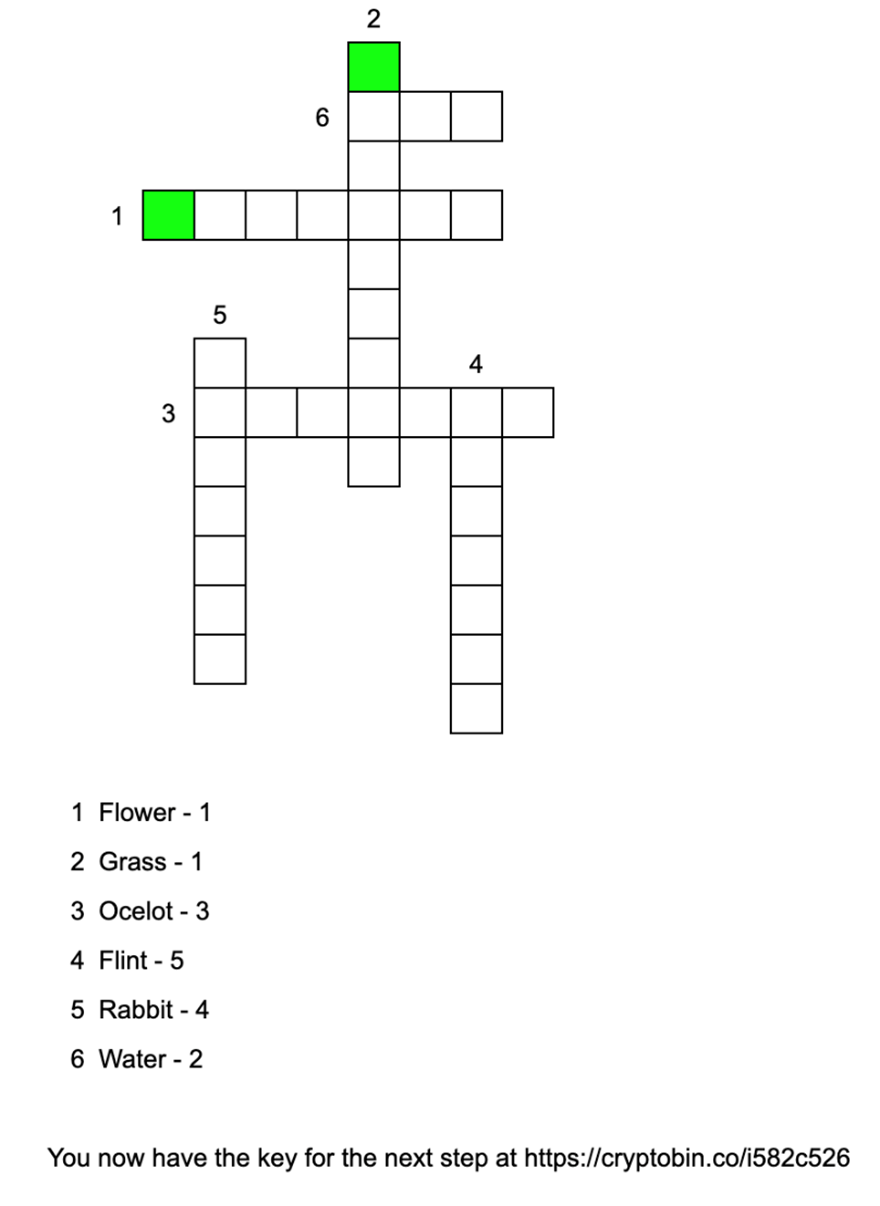 2
6
1
5
4
3
1 Flower - 1
2 Grass - 1
3 Ocelot - 3
4 Flint - 5
5 Rabbit - 4
6 Water - 2
You now have the key for the next step at https://cryptobin.co/i582c526